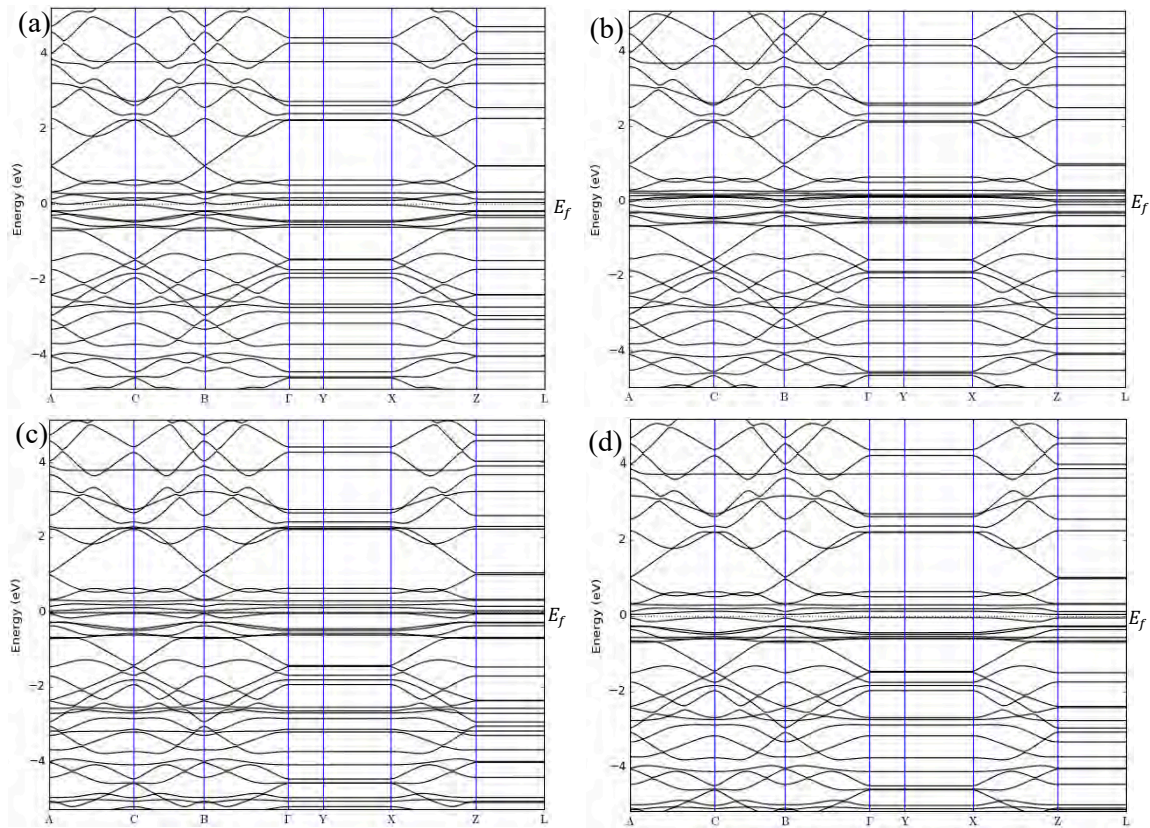 (a)
Energy (eV)
4
2
0
−2
−4
A C B Γ Y X Z L
E_f
(b)
Energy (eV)
4
2
0
−2
−4
A C B Γ Y X Z L
E_f
(c)
Energy (eV)
4
2
0
−2
−4
A C B Γ Y X Z L
E_f
(d)
Energy (eV)
4
2
0
−2
−4
A C B Γ Y X Z L
E_f